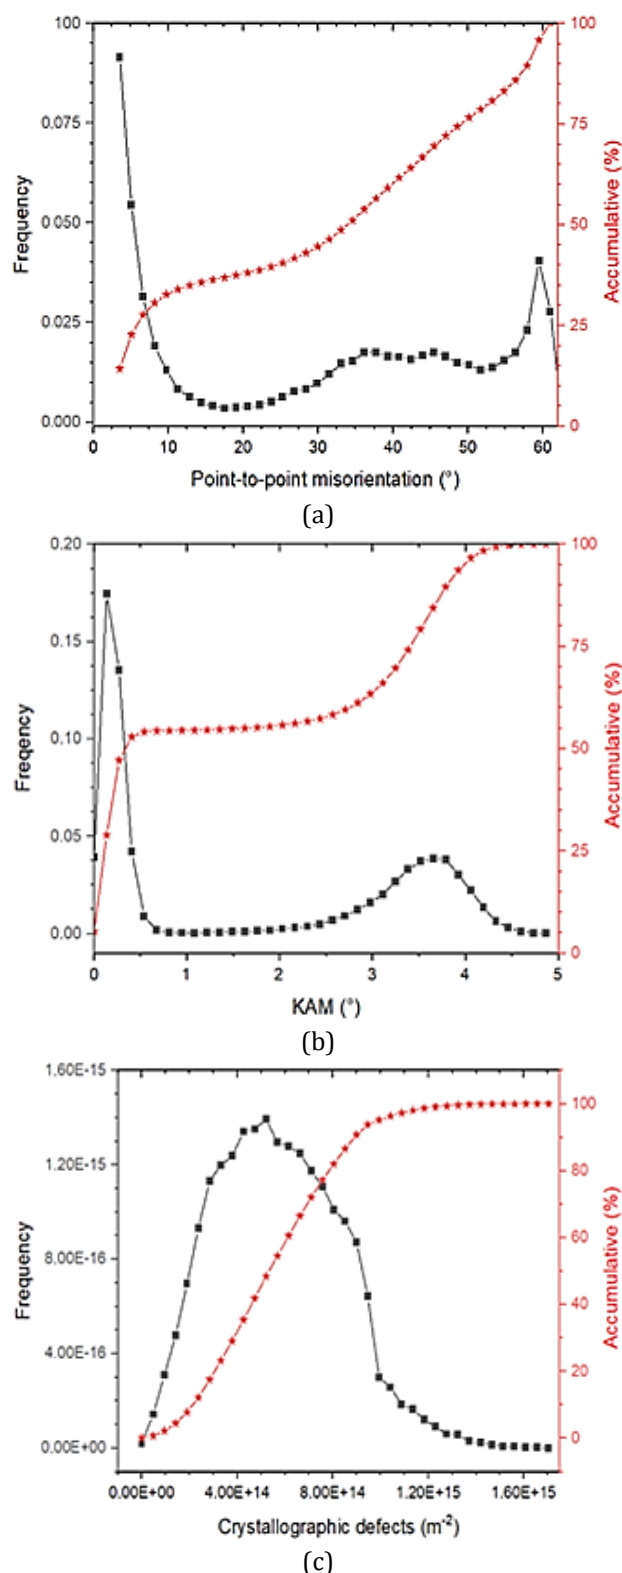 100 100
0.075 75
0.050 50
0.025 25
0.000 0
Frequency
Accumulative (%)
0 10 20 30 40 50 60
Point-to-point misorientation (°)
(a)
0.20 100
0.15 75
0.10 50
0.05 25
0.00 0
Freqency
Accumulative (%)
0 1 2 3 4 5
KAM (°)
(b)
1.60E-15 100
1.20E-15 80
8.00E-16 60
4.00E-16 40
0.00E+00 20
0
Frequency
Accumulative (%)
0.00E+00 4.00E+14 8.00E+14 1.20E+15 1.60E+15
Crystallographic defects (m-2)
(c)